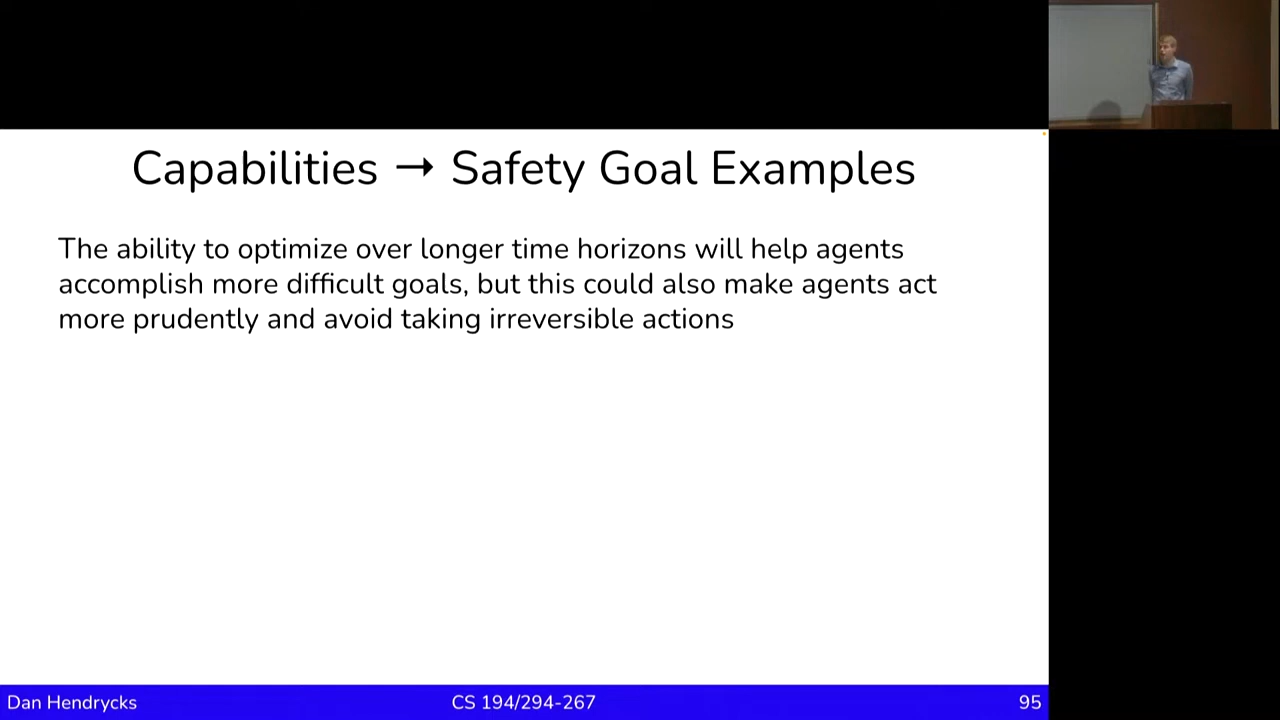 Capabilities → Safety Goal Examples
The ability to optimize over longer time horizons will help agents
accomplish more difficult goals, but this could also make agents act
more prudently and avoid taking irreversible actions
Dan Hendrycks
CS 194/294-267
95